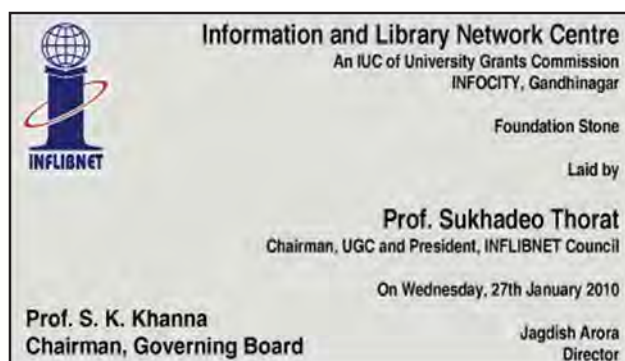 INFLIBNET
Information and Library Network Centre
An IUC of University Grants Commission
INFOCITY, Gandhinagar
Foundation Stone
Laid by
Prof. Sukhadeo Thorat
Chairman, UGC and President, INFLIBNET Council
On Wednesday, 27th January 2010
Prof. S. K. Khanna
Chairman, Governing Board
Jagdish Arora
Director